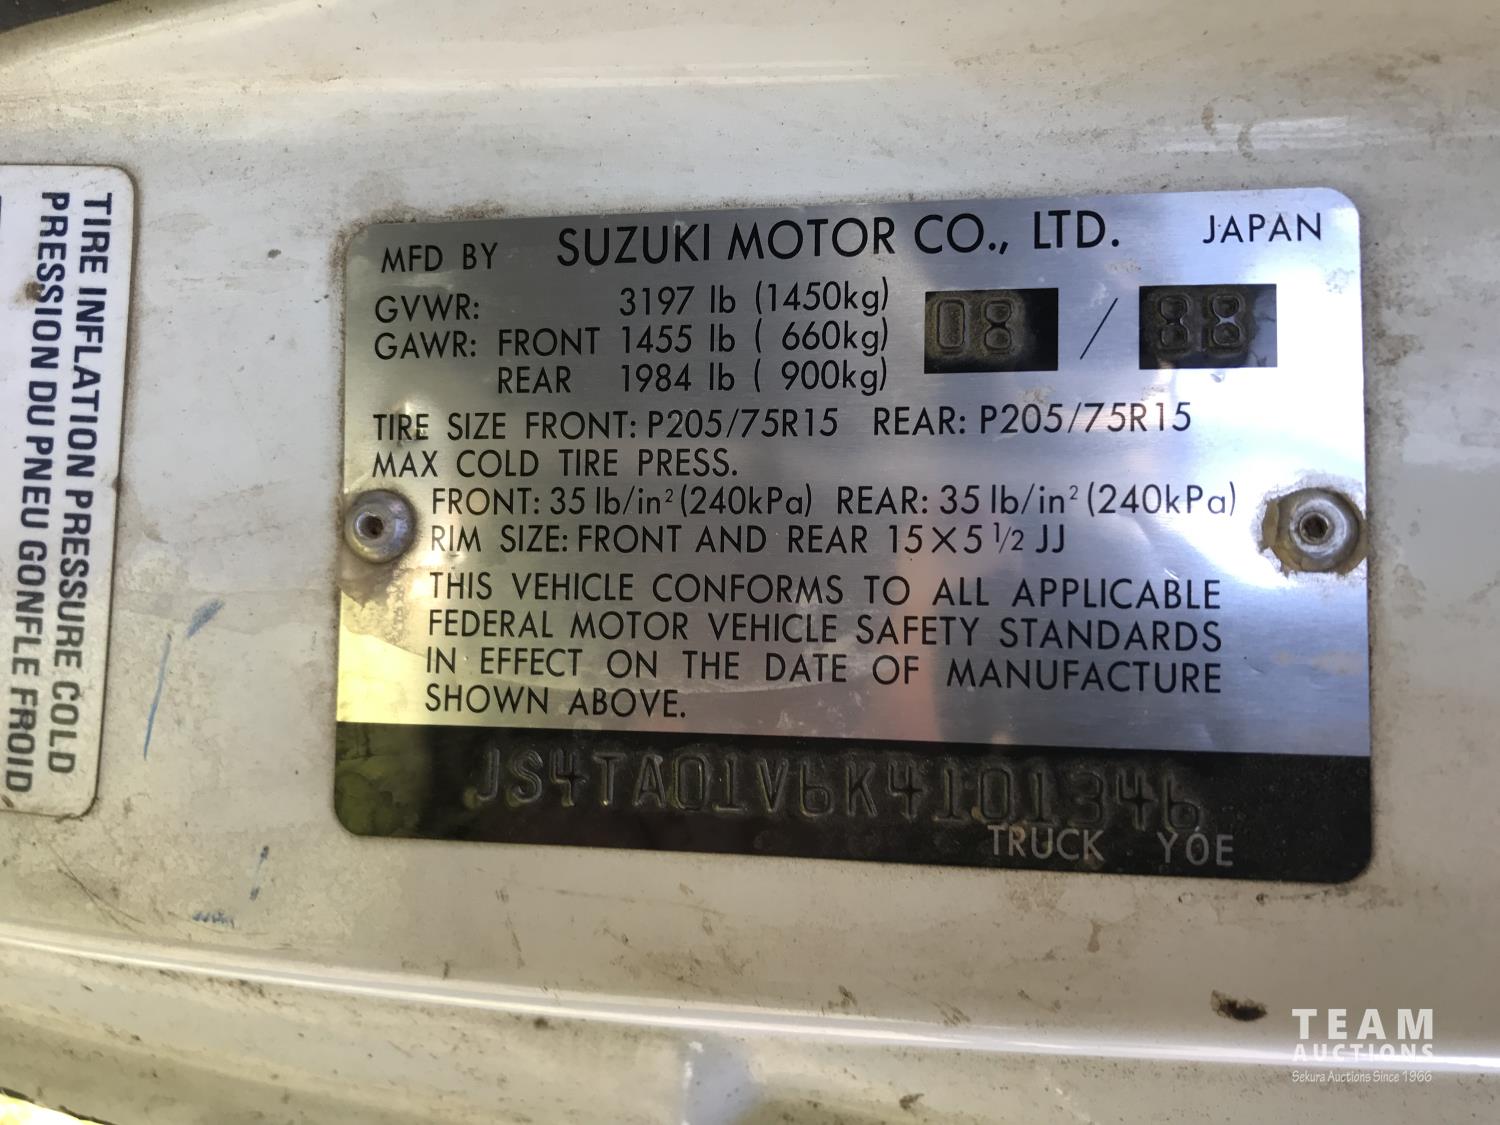 TIRE INFLATION PRESSURE COLD
PRESSION DU PNEU GONFLE FROID
MFD BY SUZUKI MOTOR CO., LTD. JAPAN
GVWR: 3197 lb (1450kg)
GAWR: FRONT 1455 lb ( 660kg) 08 / 88
REAR 1984 lb ( 900kg)
TIRE SIZE FRONT: P205/75R15 REAR: P205/75R15
MAX COLD TIRE PRESS.
FRONT: 35 lb/in² (240kPa) REAR: 35 lb/in² (240kPa)
RIM SIZE: FRONT AND REAR 15×5 1/2 JJ
THIS VEHICLE CONFORMS TO ALL APPLICABLE
FEDERAL MOTOR VEHICLE SAFETY STANDARDS
IN EFFECT ON THE DATE OF MANUFACTURE
SHOWN ABOVE.
JS4TA01V6K4101346
TRUCK YOE
TEAM
AUCTIONS
Sekura Auctions Since 1966